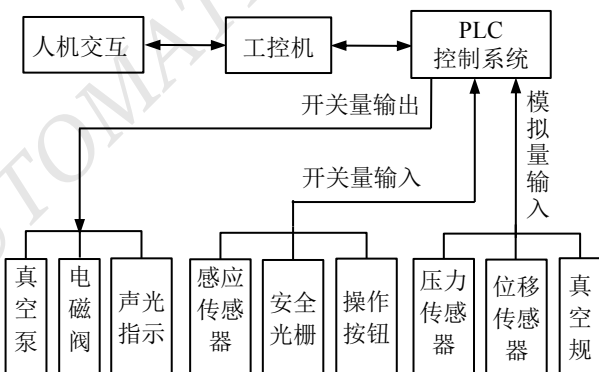 人机交互
工控机
PLC
控制系统
开关量输出
模拟量输入
开关量输入
真空泵
电磁阀
声光
指示
感应
传感
器
安全
光栅
操作
按钮
压力
传感
器
位移
传感
器
真空规